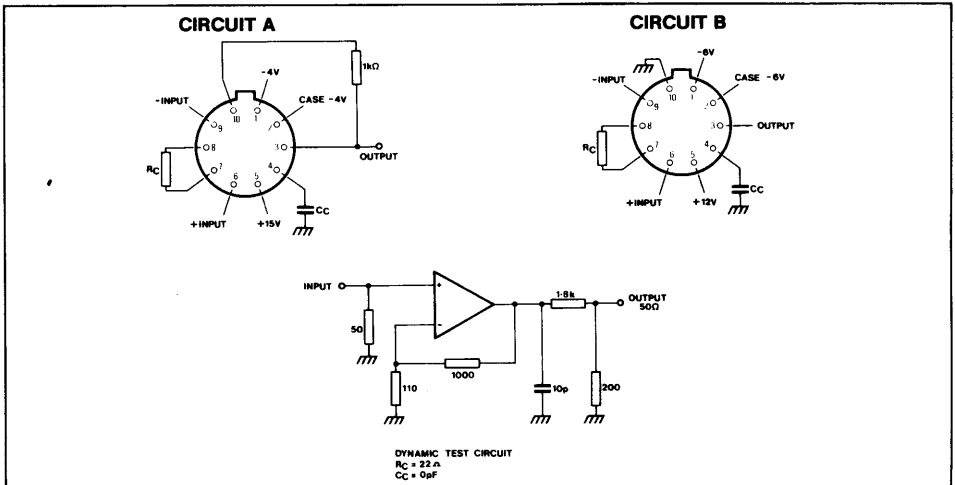 CIRCUIT A
1kΩ
-4V
CASE -4V
-INPUT
10
1
2
9
3
8
OUTPUT
RC
7
4
6
5
CC
+INPUT
+15V
CIRCUIT B
-6V
CASE -6V
-INPUT
10
1
2
9
3
OUTPUT
8
RC
7
4
6
5
CC
+INPUT
+12V
INPUT
+
-
50
1000
110
10p
1·8k
OUTPUT
50Ω
200
DYNAMIC TEST CIRCUIT
RC = 22 Ω
CC = 0pF